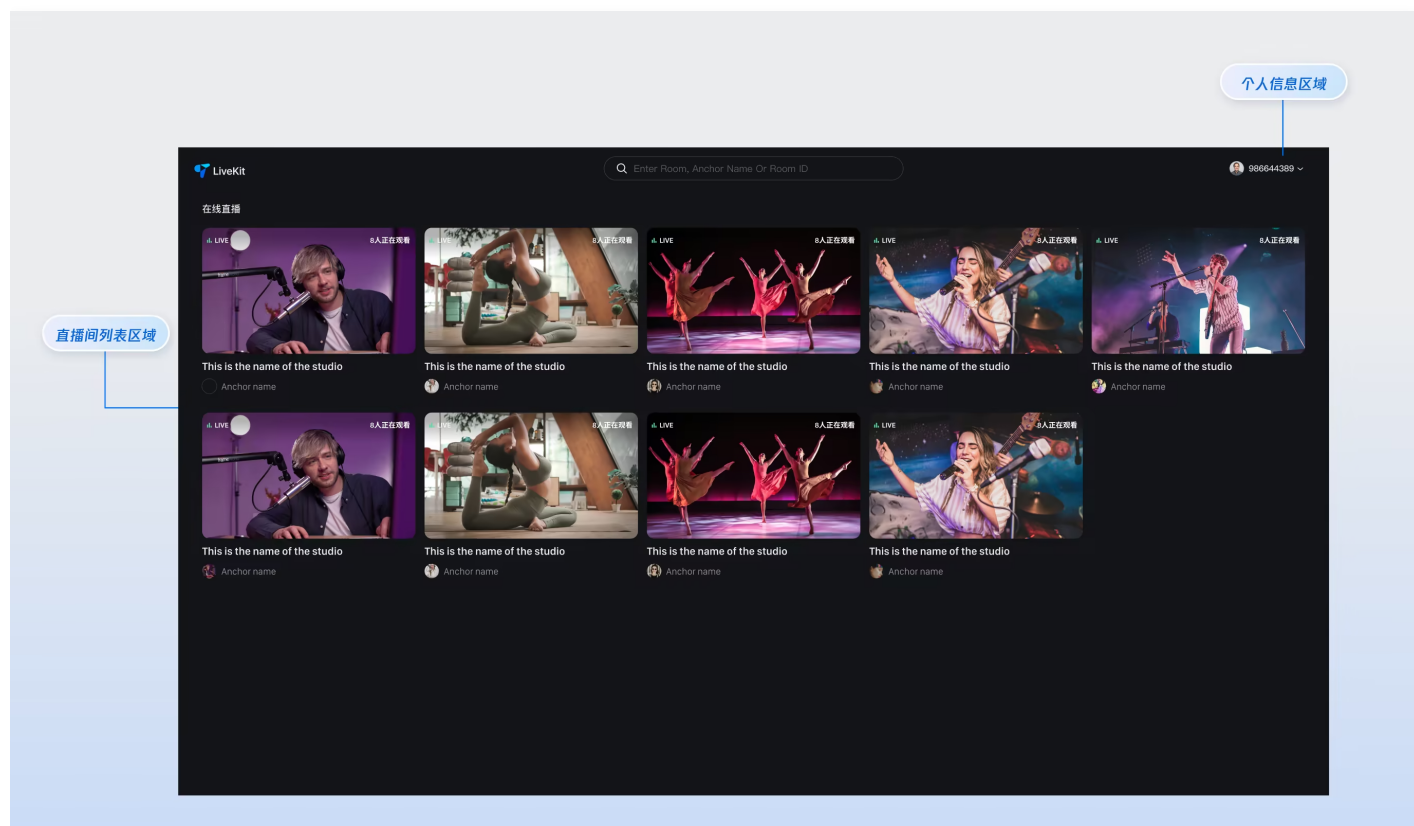 个人信息区域
LiveKit
Enter Room, Anchor Name Or Room ID
986644389
在线直播
LIVE 8人正在观看
LIVE 8人正在观看
LIVE 8人正在观看
LIVE 8人正在观看
LIVE 8人正在观看
直播间列表区域
This is the name of the studio
This is the name of the studio
This is the name of the studio
This is the name of the studio
This is the name of the studio
Anchor name
Anchor name
Anchor name
Anchor name
Anchor name
LIVE 8人正在观看
LIVE 8人正在观看
LIVE 8人正在观看
LIVE 8人正在观看
This is the name of the studio
This is the name of the studio
This is the name of the studio
This is the name of the studio
Anchor name
Anchor name
Anchor name
Anchor name